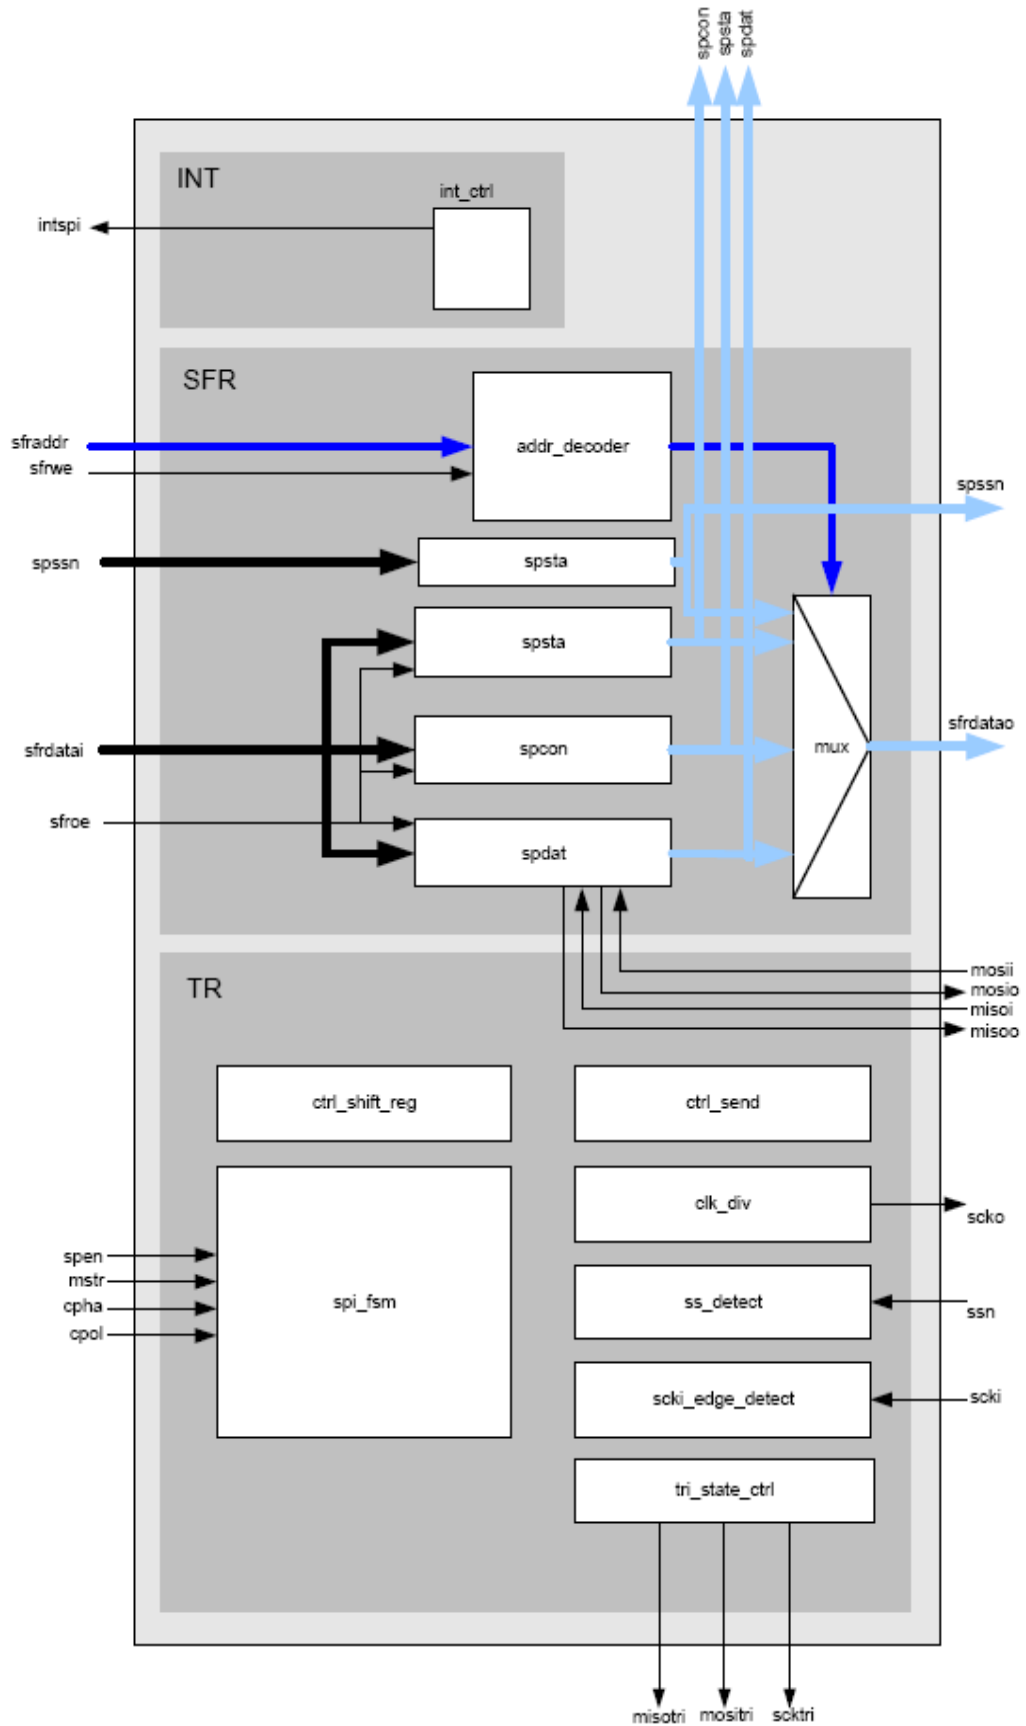 spcon
spsta
spdat
INT
int_ctrl
intspi
SFR
sfraddr
sfrwe
addr_decoder
spssn
spssn
spsta
spsta
sfrdatai
spcon
mux
sfrdatao
sfroe
spdat
mosii
mosio
misoi
misoo
TR
ctrl_shift_reg
ctrl_send
clk_div
scko
spen
mstr
cpha
cpol
spi_fsm
ss_detect
ssn
scki_edge_detect
scki
tri_state_ctrl
misotri
mositri
scktri